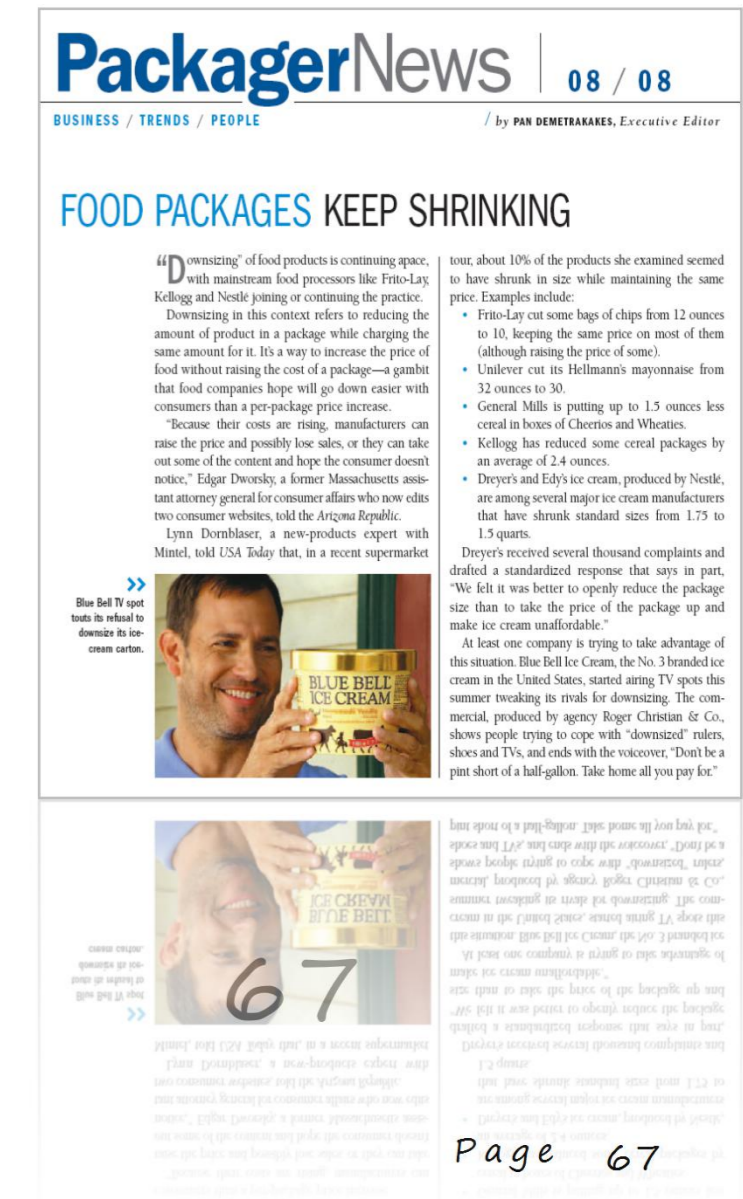 PackagerNews 08 / 08
BUSINESS / TRENDS / PEOPLE
/ by PAN DEMETRAKAKES, Executive Editor
FOOD PACKAGES KEEP SHRINKING
“Downsizing” of food products is continuing apace,
with mainstream food processors like Frito-Lay,
Kellogg and Nestlé joining or continuing the practice.
Downsizing in this context refers to reducing the
amount of product in a package while charging the
same amount for it. It’s a way to increase the price of
food without raising the cost of a package—a gambit
that food companies hope will go down easier with
consumers than a per-package price increase.
“Because their costs are rising, manufacturers can
raise the price and possibly lose sales, or they can take
out some of the content and hope the consumer doesn’t
notice,” Edgar Dworsky, a former Massachusetts assis-
tant attorney general for consumer affairs who now edits
two consumer websites, told the Arizona Republic.
Lynn Dornblaser, a new-products expert with
Mintel, told USA Today that, in a recent supermarket
>>
Blue Bell TV spot
touts its refusal to
downsize its ice-
cream carton.
BLUE BELL
ICE CREAM
Homemade Vanilla
tour, about 10% of the products she examined seemed
to have shrunk in size while maintaining the same
price. Examples include:
• Frito-Lay cut some bags of chips from 12 ounces
to 10, keeping the same price on most of them
(although raising the price of some).
• Unilever cut its Hellmann’s mayonnaise from
32 ounces to 30.
• General Mills is putting up to 1.5 ounces less
cereal in boxes of Cheerios and Wheaties.
• Kellogg has reduced some cereal packages by
an average of 2.4 ounces.
• Dreyer’s and Edy’s ice cream, produced by Nestlé,
are among several major ice cream manufacturers
that have shrunk standard sizes from 1.75 to
1.5 quarts.
Dreyer’s received several thousand complaints and
drafted a standardized response that says in part,
“We felt it was better to openly reduce the package
size than to take the price of the package up and
make ice cream unaffordable.”
At least one company is trying to take advantage of
this situation. Blue Bell Ice Cream, the No. 3 branded ice
cream in the United States, started airing TV spots this
summer tweaking its rivals for downsizing. The com-
mercial, produced by agency Roger Christian & Co.,
shows people trying to cope with “downsized” rulers,
shoes and TVs, and ends with the voiceover, “Don’t be a
pint short of a half-gallon. Take home all you pay for.”
67
Page 67